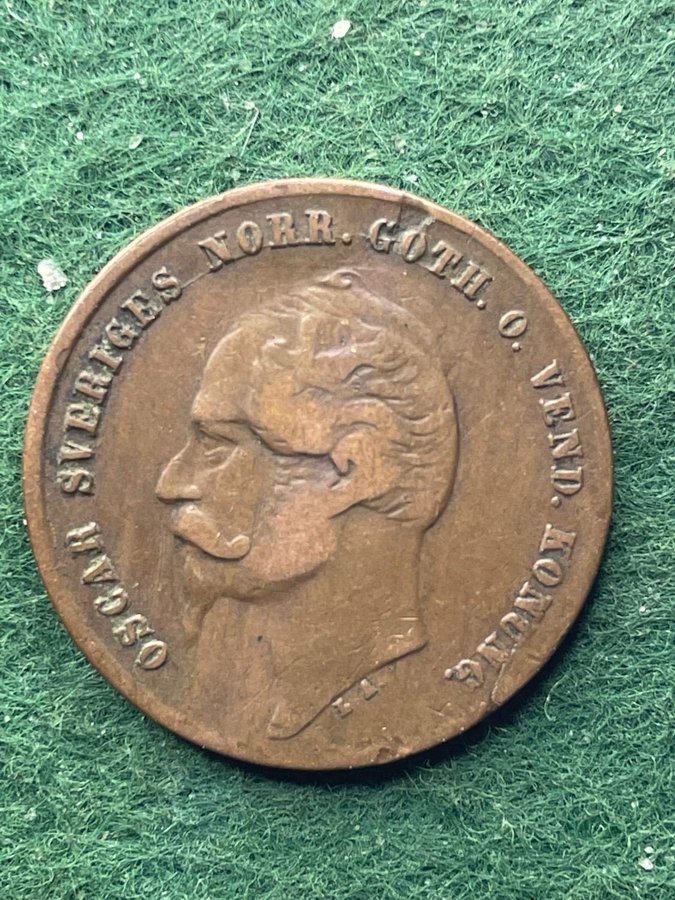 OSCAR SVERIGES NORR. GOTH. O. VEND. KONUNG.